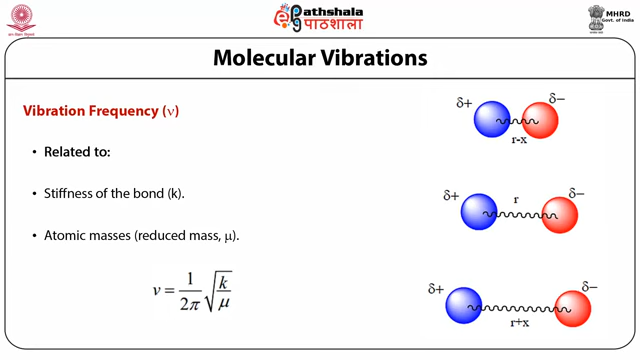 e Pathshala
पाठशाला
MHRD
Govt. of India
Molecular Vibrations
Vibration Frequency (ν)
• Related to:
• Stiffness of the bond (k).
• Atomic masses (reduced mass, μ).
ν = 1/2π √k/μ
δ+ δ−
r-x
δ+ r δ−
δ+ δ−
r+x